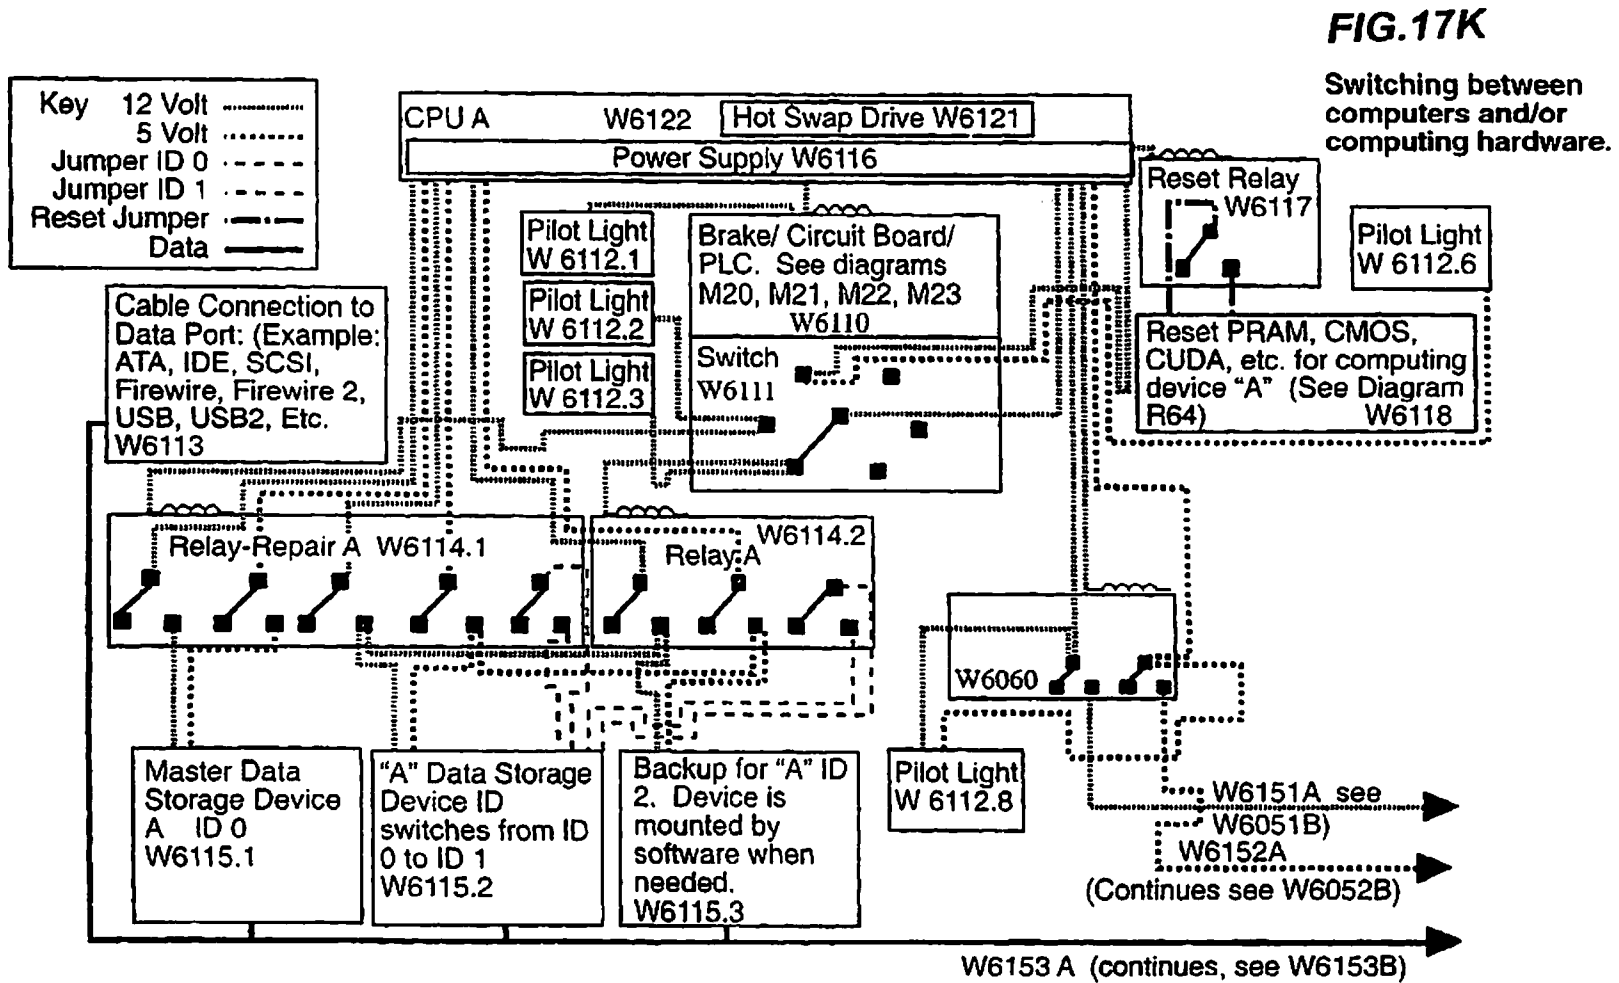 FIG.17K
Switching between
computers and/or
computing hardware.
Key 12 Volt
5 Volt
Jumper ID 0
Jumper ID 1
Reset Jumper
Data
CPU A W6122 Hot Swap Drive W6121
Power Supply W6116
Reset Relay
W6117
Pilot Light
W 6112.6
Pilot Light
W 6112.1
Pilot Light
W 6112.2
Pilot Light
W 6112.3
Brake/ Circuit Board/
PLC. See diagrams
M20, M21, M22, M23
W6110
Switch
W6111
Reset PRAM, CMOS,
CUDA, etc. for computing
device “A” (See Diagram
R64) W6118
Cable Connection to
Data Port: (Example:
ATA, IDE, SCSI,
Firewire, Firewire 2,
USB, USB2, Etc.
W6113
Relay-Repair A W6114.1
W6114.2
Relay A
W6060
Master Data
Storage Device
A ID 0
W6115.1
“A” Data Storage
Device ID
switches from ID
0 to ID 1
W6115.2
Backup for “A” ID
2. Device is
mounted by
software when
needed.
W6115.3
Pilot Light
W 6112.8
W6151A see
W6051B)
W6152A
(Continues see W6052B)
W6153 A (continues, see W6153B)